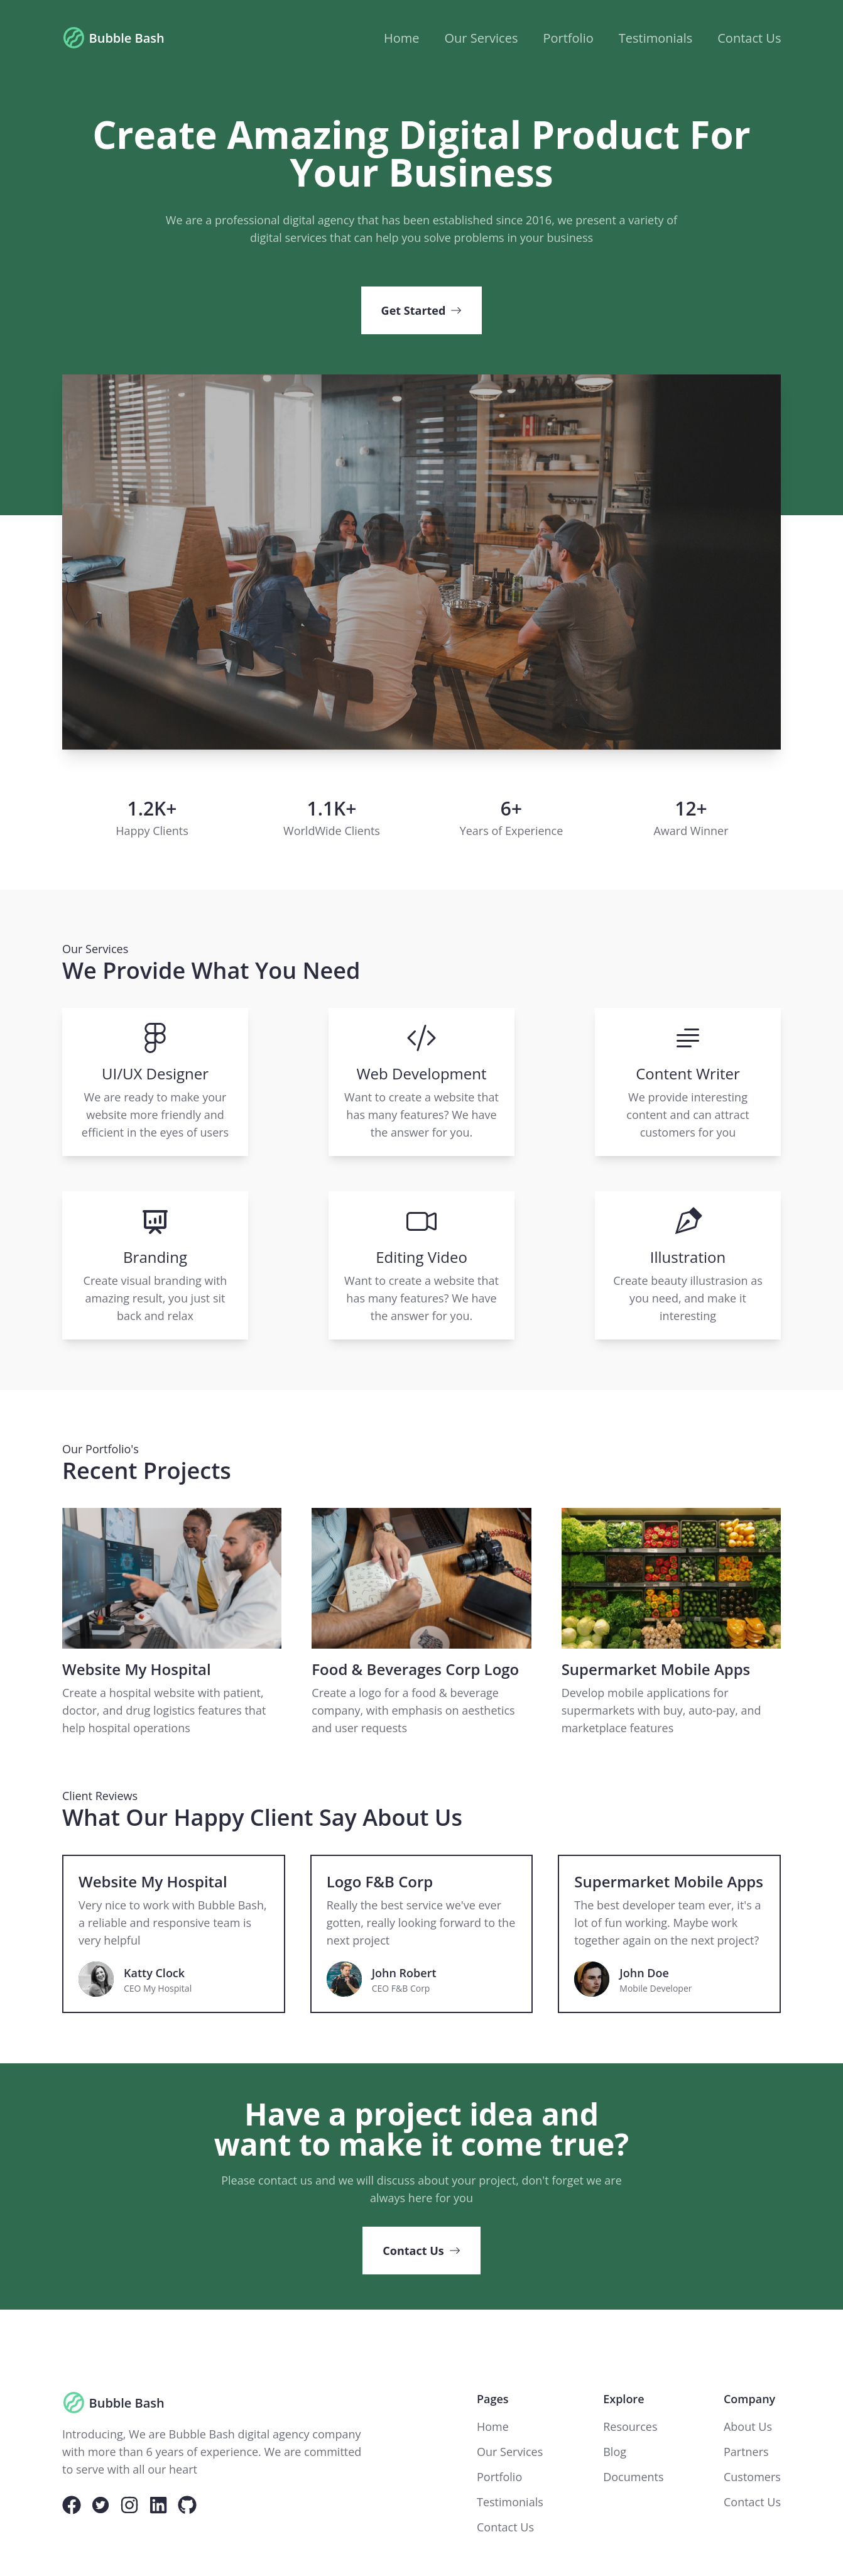 Bubble Bash
Home
Our Services
Portfolio
Testimonials
Contact Us
Create Amazing Digital Product For
Your Business
We are a professional digital agency that has been established since 2016, we present a variety of
digital services that can help you solve problems in your business
Get Started
1.2K+
Happy Clients
1.1K+
WorldWide Clients
6+
Years of Experience
12+
Award Winner
Our Services
We Provide What You Need
UI/UX Designer
We are ready to make your
website more friendly and
efficient in the eyes of users
Web Development
Want to create a website that
has many features? We have
the answer for you.
Content Writer
We provide interesting
content and can attract
customers for you
Branding
Create visual branding with
amazing result, you just sit
back and relax
Editing Video
Want to create a website that
has many features? We have
the answer for you.
Illustration
Create beauty illustrasion as
you need, and make it
interesting
Our Portfolio's
Recent Projects
Website My Hospital
Create a hospital website with patient,
doctor, and drug logistics features that
help hospital operations
Food & Beverages Corp Logo
Create a logo for a food & beverage
company, with emphasis on aesthetics
and user requests
Supermarket Mobile Apps
Develop mobile applications for
supermarkets with buy, auto-pay, and
marketplace features
Client Reviews
What Our Happy Client Say About Us
Website My Hospital
Very nice to work with Bubble Bash,
a reliable and responsive team is
very helpful
Katty Clock
CEO My Hospital
Logo F&B Corp
Really the best service we've ever
gotten, really looking forward to the
next project
John Robert
CEO F&B Corp
Supermarket Mobile Apps
The best developer team ever, it's a
lot of fun working. Maybe work
together again on the next project?
John Doe
Mobile Developer
Have a project idea and
want to make it come true?
Please contact us and we will discuss about your project, don't forget we are
always here for you
Contact Us
Bubble Bash
Introducing, We are Bubble Bash digital agency company
with more than 6 years of experience. We are committed
to serve with all our heart
Pages
Home
Our Services
Portfolio
Testimonials
Contact Us
Explore
Resources
Blog
Documents
Company
About Us
Partners
Customers
Contact Us